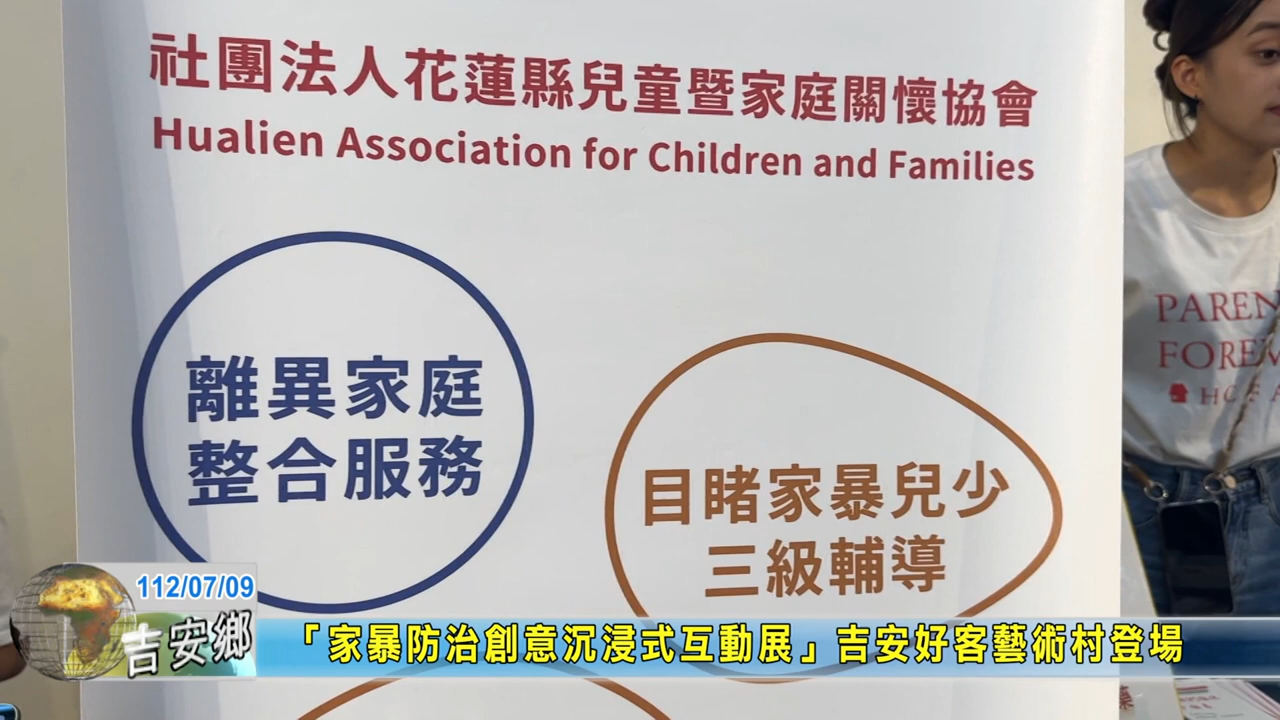 社團法人花蓮縣兒童暨家庭關懷協會
Hualien Association for Children and Families
離異家庭
整合服務
目睹家暴兒少
三級輔導
PAREN
FOREV
112/07/09
吉安鄉
「家暴防治創意沉浸式互動展」吉安好客藝術村登場